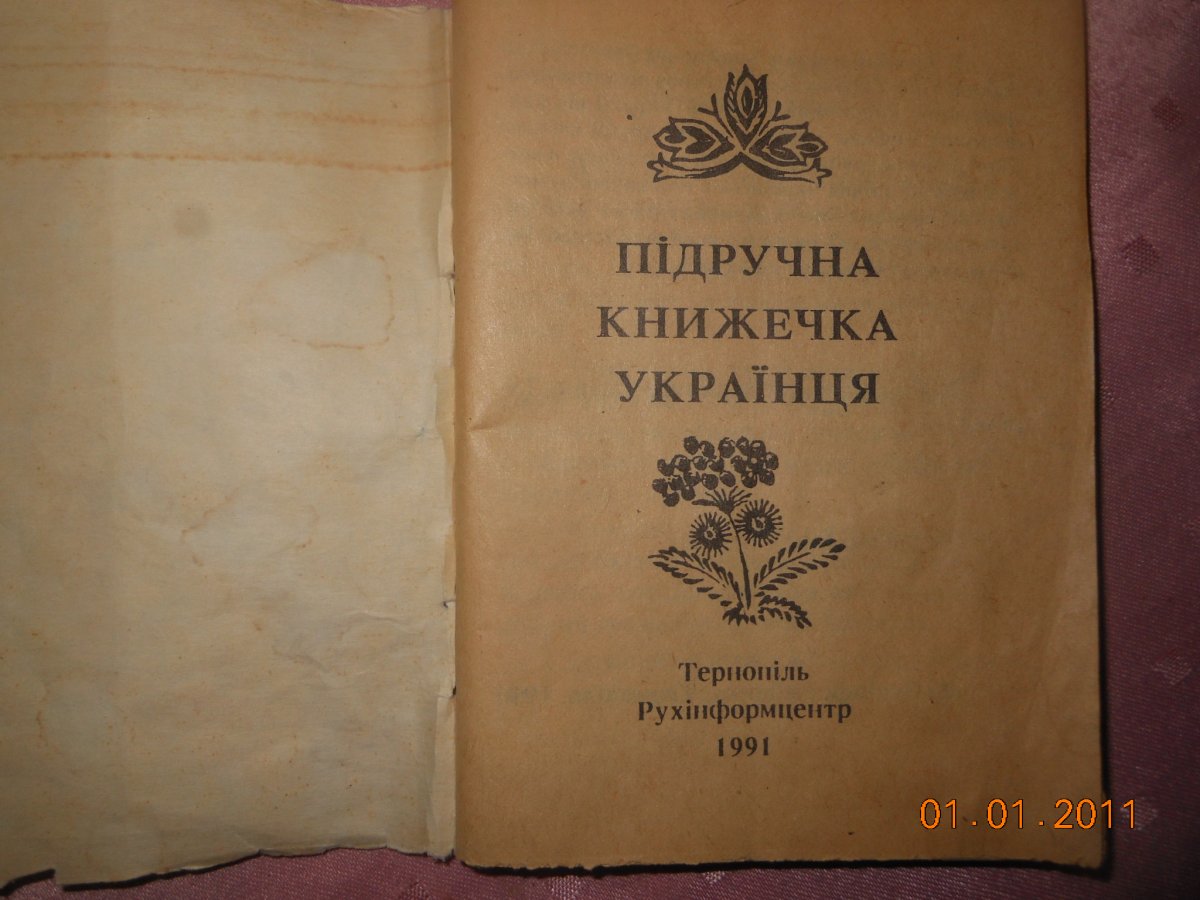 ПІДРУЧНА
КНИЖЕЧКА
УКРАЇНЦЯ
Тернопіль
Рухінформцентр
1991
01.01.2011